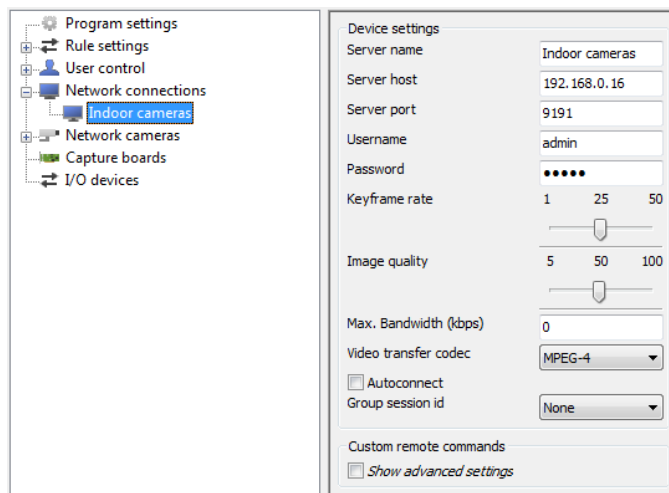 Program settings
Rule settings
User control
Network connections
Indoor cameras
Network cameras
Capture boards
I/O devices
Device settings
Server name Indoor cameras
Server host 192.168.0.16
Server port 9191
Username admin
Password •••••
Keyframe rate 1 25 50
Image quality 5 50 100
Max. Bandwidth (kbps) 0
Video transfer codec MPEG-4
Autoconnect
Group session id None
Custom remote commands
Show advanced settings